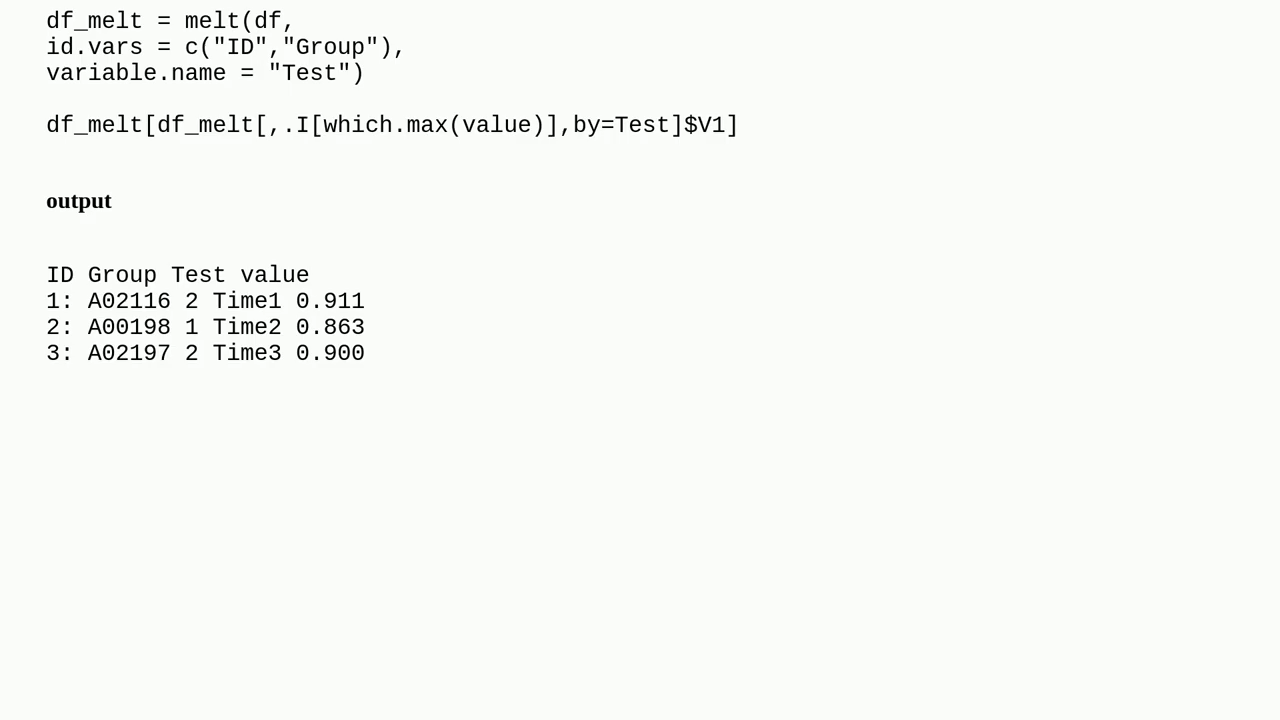 df_melt = melt(df,
id.vars = c("ID","Group"),
variable.name = "Test")
df_melt[df_melt[,.I[which.max(value)],by=Test]$V1]
output
ID Group Test value
1: A02116 2 Time1 0.911
2: A00198 1 Time2 0.863
3: A02197 2 Time3 0.900